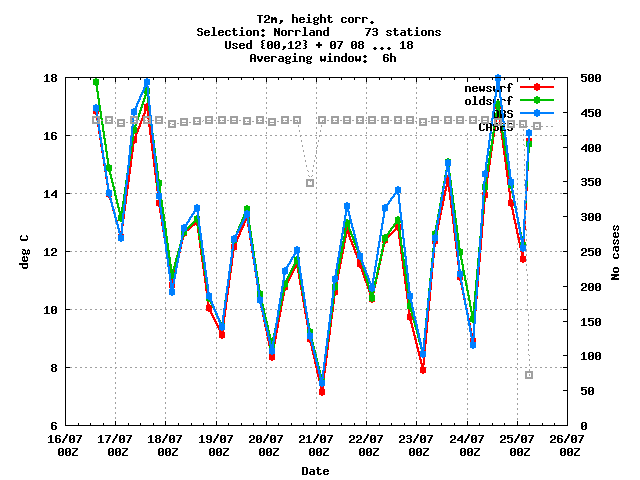 T2m, height corr.
Selection: Norrland 73 stations
Used {00,12} + 07 08 ... 18
Averaging window: 6h
newsurf
oldsurf
OBS
CASES
deg C
18
16
14
12
10
8
6
500
450
400
350
300
250
200
150
100
50
0
No cases
16/07 17/07 18/07 19/07 20/07 21/07 22/07 23/07 24/07 25/07 26/07
00Z 00Z 00Z 00Z 00Z 00Z 00Z 00Z 00Z 00Z 00Z
Date